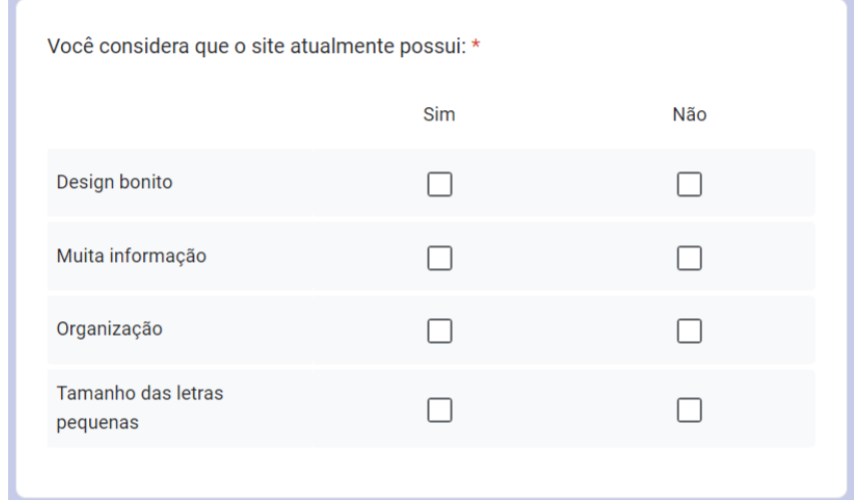 Você considera que o site atualmente possui: *
Sim Não
Design bonito
Muita informação
Organização
Tamanho das letras
pequenas